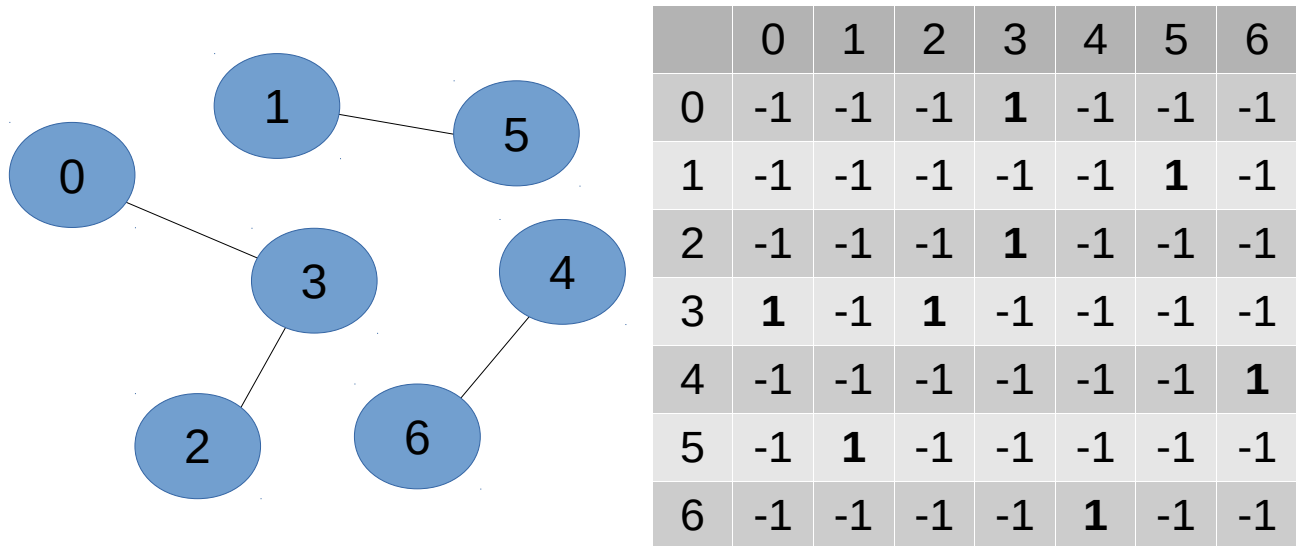 1
5
0
3
4
2
6
0 1 2 3 4 5 6
0 -1 -1 -1 1 -1 -1 -1
1 -1 -1 -1 -1 -1 1 -1
2 -1 -1 -1 1 -1 -1 -1
3 1 -1 1 -1 -1 -1 -1
4 -1 -1 -1 -1 -1 -1 1
5 -1 1 -1 -1 -1 -1 -1
6 -1 -1 -1 -1 1 -1 -1